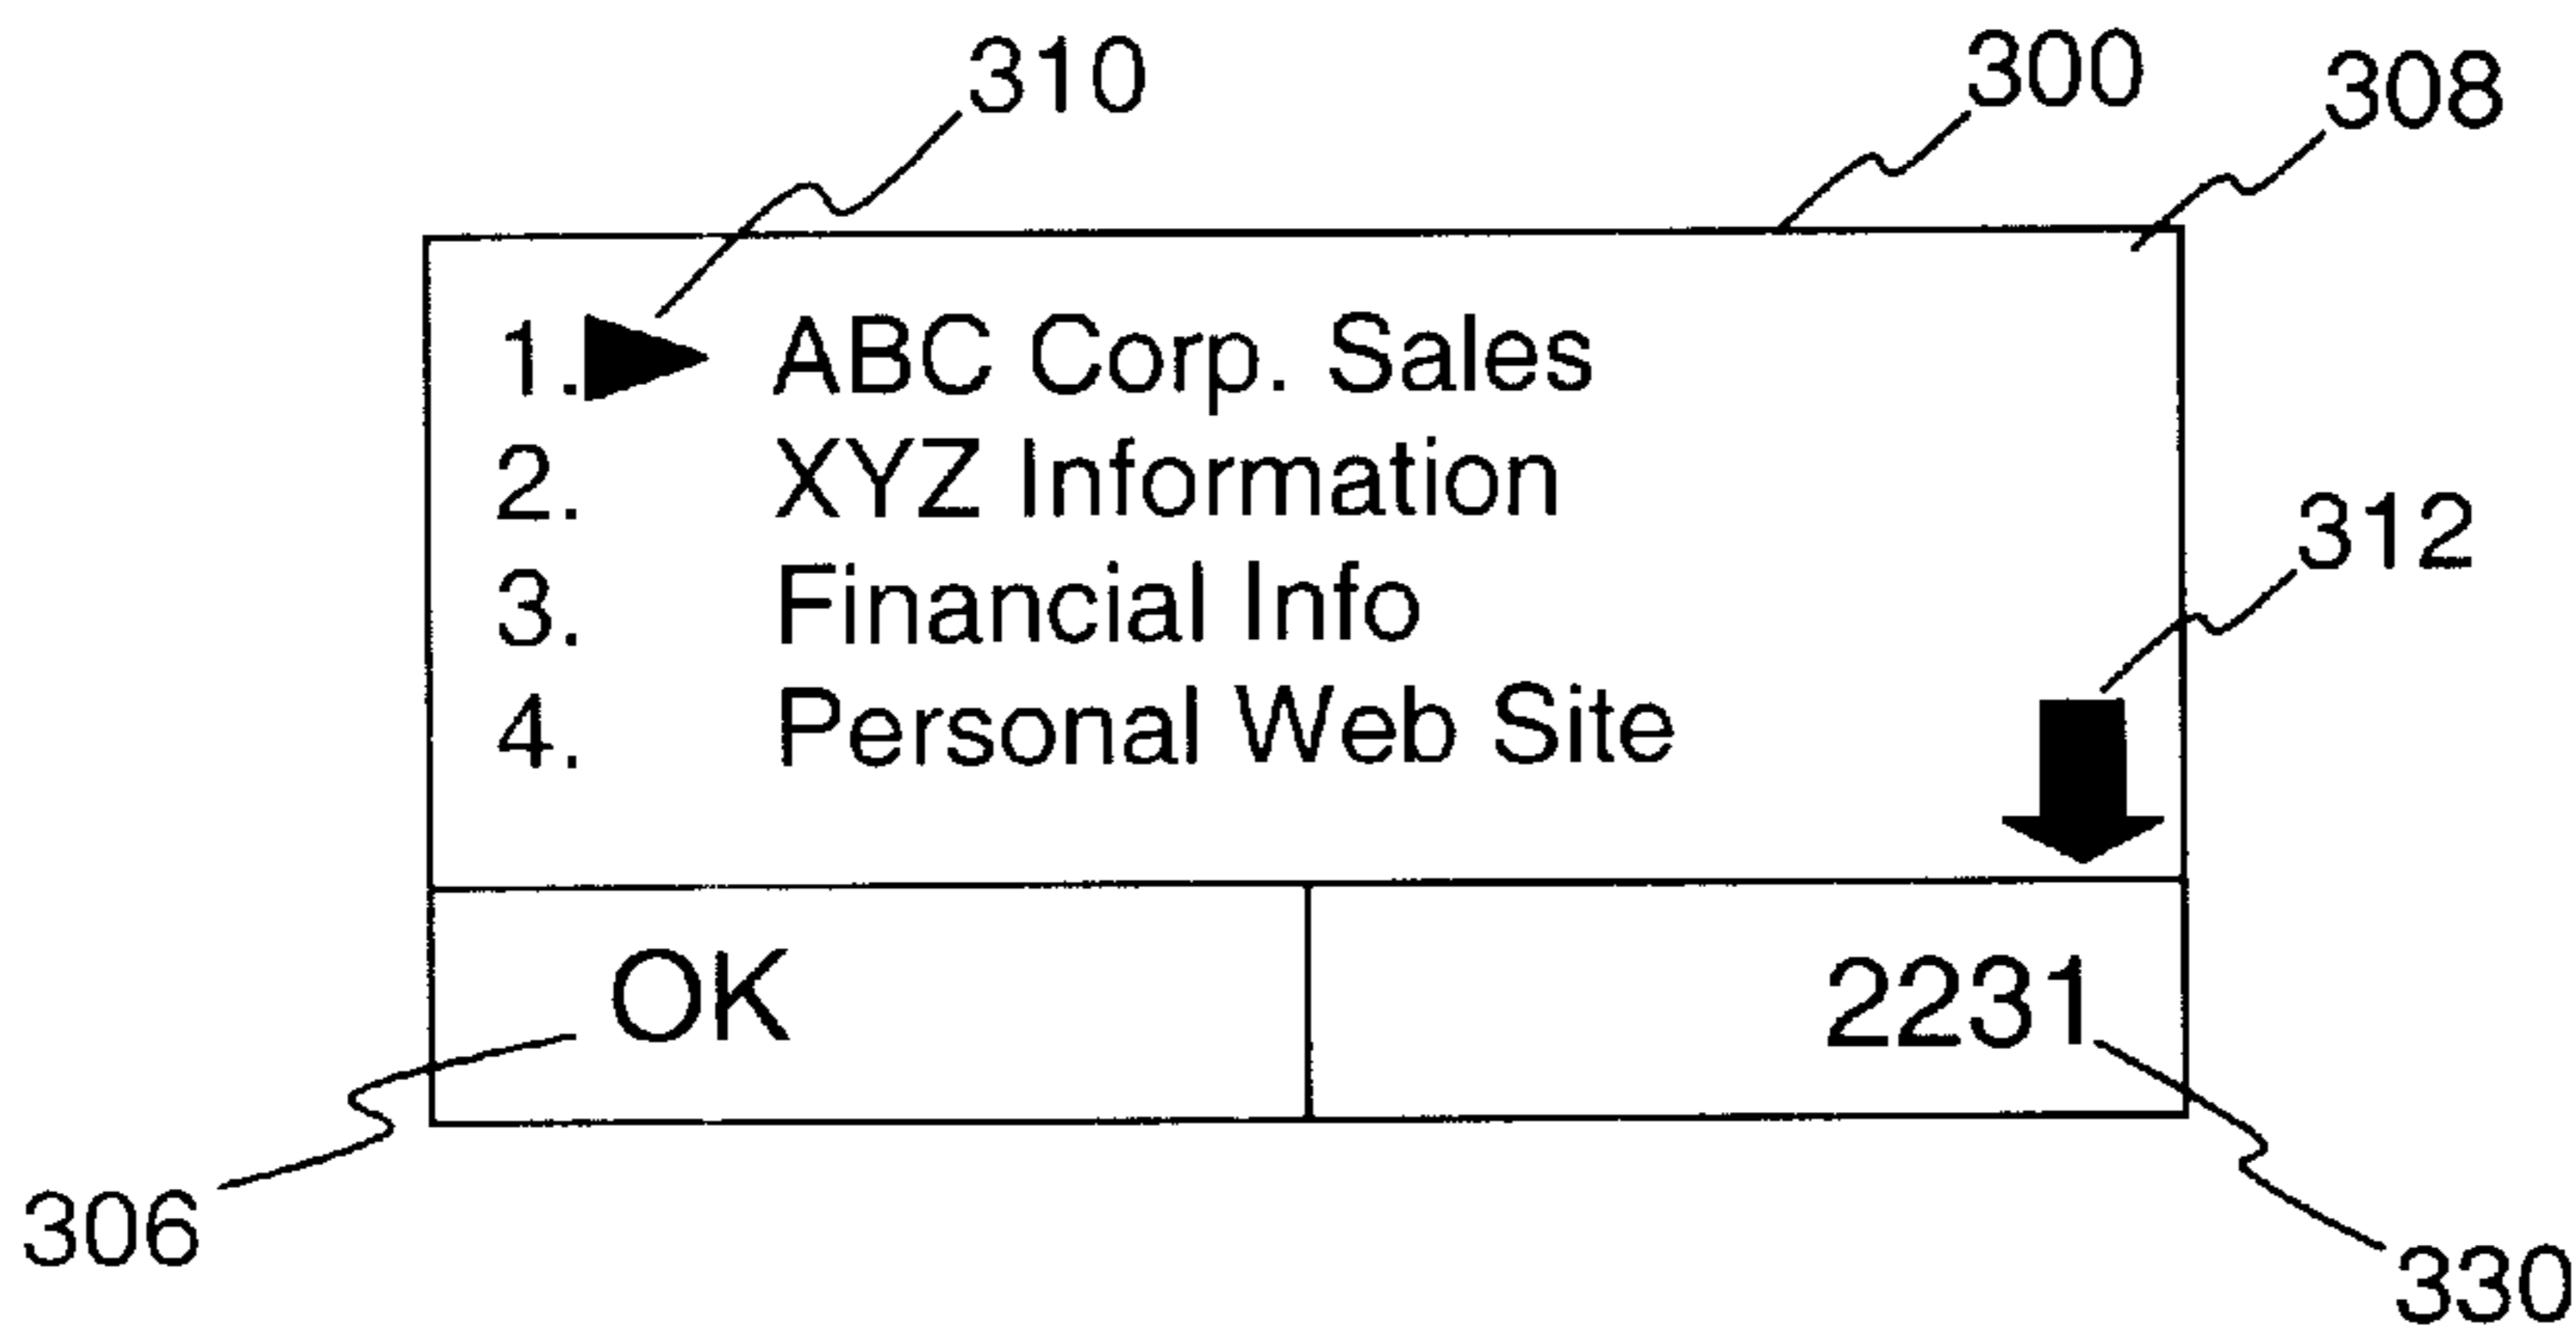 310
300
308
1. ABC Corp. Sales
2. XYZ Information
312
3. Financial Info
4. Personal Web Site
OK
2231
306
330